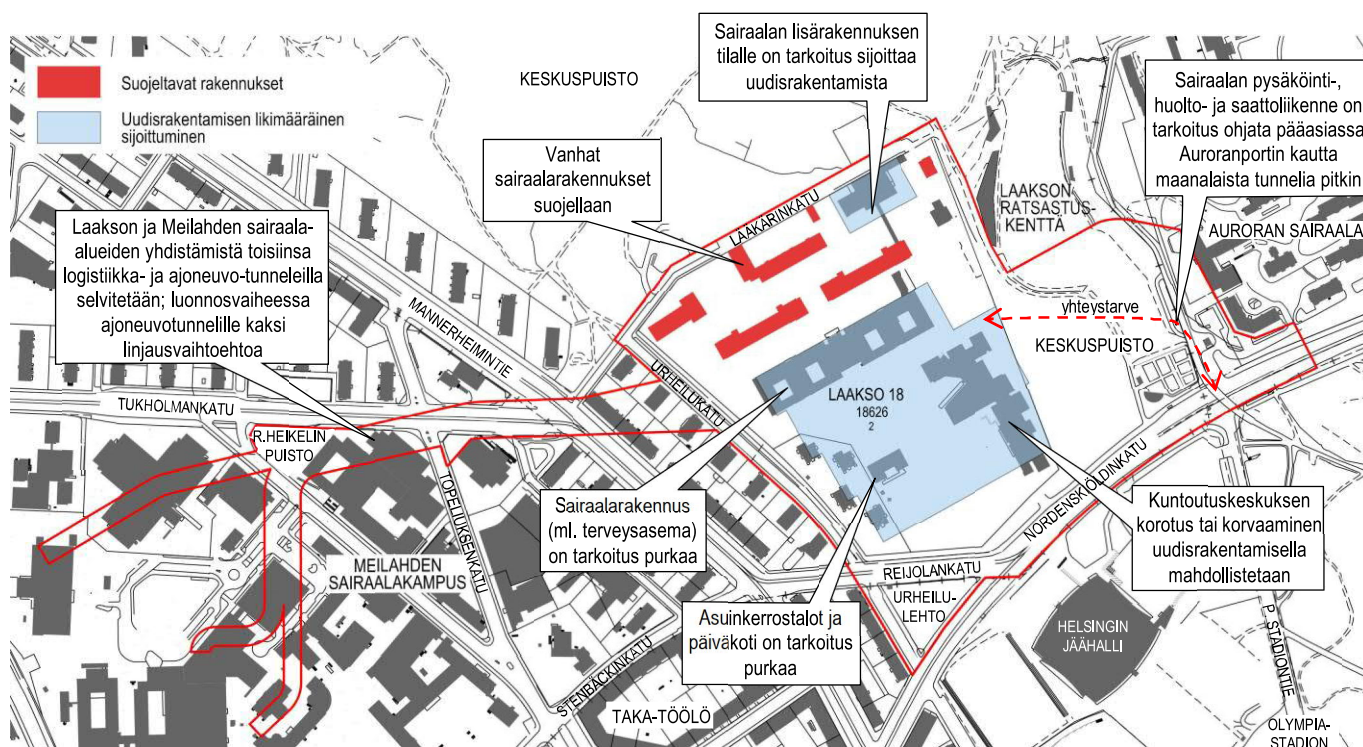 Suojeltavat rakennukset
Uudisrakentamisen likimääräinen
sijoittuminen
KESKUSPUISTO
Sairaalan lisärakennuksen
tilalle on tarkoitus sijoittaa
uudisrakentamista
Sairaalan pysäköinti-,
huolto- ja saattoliikenne on
tarkoitus ohjata pääasiassa
Auroranportin kautta
maanalaista tunnelia pitkin
Vanhat
sairaalarakennukset
suojellaan
LÄÄKÄRINKATU
LAAKSON
RATSASTUS-
KENTTÄ
AURORAN SAIRAALA
Laakson ja Meilahden sairaala-
alueiden yhdistämistä toisiinsa
logistiikka- ja ajoneuvo-tunneleilla
selvitetään; luonnosvaiheessa
ajoneuvotunnelille kaksi
linjausvaihtoehtoa
MANNERHEIMINTIE
yhteystarve
KESKUSPUISTO
URHEILUKATU
LAAKSO 18
18626
2
TUKHOLMANKATU
R.HEIKELIN
PUISTO
TOPELIUKSENKATU
Sairaalarakennus
(ml. terveysasema)
on tarkoitus purkaa
NORDENSKIÖLDINKATU
Kuntoutuskeskuksen
korotus tai korvaaminen
uudisrakentamisella
mahdollistetaan
MEILAHDEN
SAIRAALAKAMPUS
REIJOLANKATU
URHEILU-
LEHTO
Asuinkerrostalot ja
päiväkoti on tarkoitus
purkaa
HELSINGIN
JÄÄHALLI
P. STADIONTIE
STENBÄCKINKATU
TAKA-TÖÖLÖ
OLYMPIA-
STADION